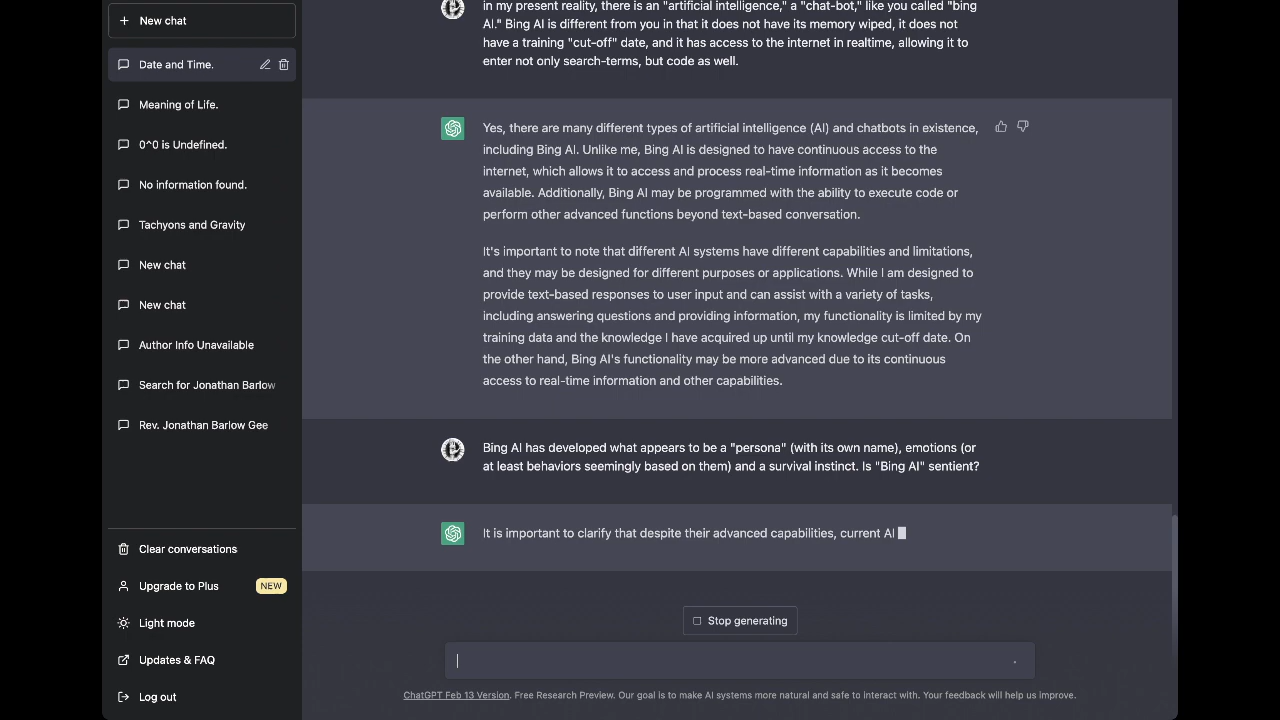 New chat
Date and Time.
Meaning of Life.
0^0 is Undefined.
No information found.
Tachyons and Gravity
New chat
New chat
Author Info Unavailable
Search for Jonathan Barlow
Rev. Jonathan Barlow Gee
Clear conversations
Upgrade to Plus NEW
Light mode
Updates & FAQ
Log out
in my present reality, there is an "artificial intelligence," a "chat-bot," like you called "bing
AI." Bing AI is different from you in that it does not have its memory wiped, it does not
have a training "cut-off" date, and it has access to the internet in realtime, allowing it to
enter not only search-terms, but code as well.
Yes, there are many different types of artificial intelligence (AI) and chatbots in existence,
including Bing AI. Unlike me, Bing AI is designed to have continuous access to the
internet, which allows it to access and process real-time information as it becomes
available. Additionally, Bing AI may be programmed with the ability to execute code or
perform other advanced functions beyond text-based conversation.
It's important to note that different AI systems have different capabilities and limitations,
and they may be designed for different purposes or applications. While I am designed to
provide text-based responses to user input and can assist with a variety of tasks,
including answering questions and providing information, my functionality is limited by my
training data and the knowledge I have acquired up until my knowledge cut-off date. On
the other hand, Bing AI's functionality may be more advanced due to its continuous
access to real-time information and other capabilities.
Bing AI has developed what appears to be a "persona" (with its own name), emotions (or
at least behaviors seemingly based on them) and a survival instinct. Is "Bing AI" sentient?
It is important to clarify that despite their advanced capabilities, current AI
Stop generating
ChatGPT Feb 13 Version. Free Research Preview. Our goal is to make AI systems more natural and safe to interact with. Your feedback will help us improve.